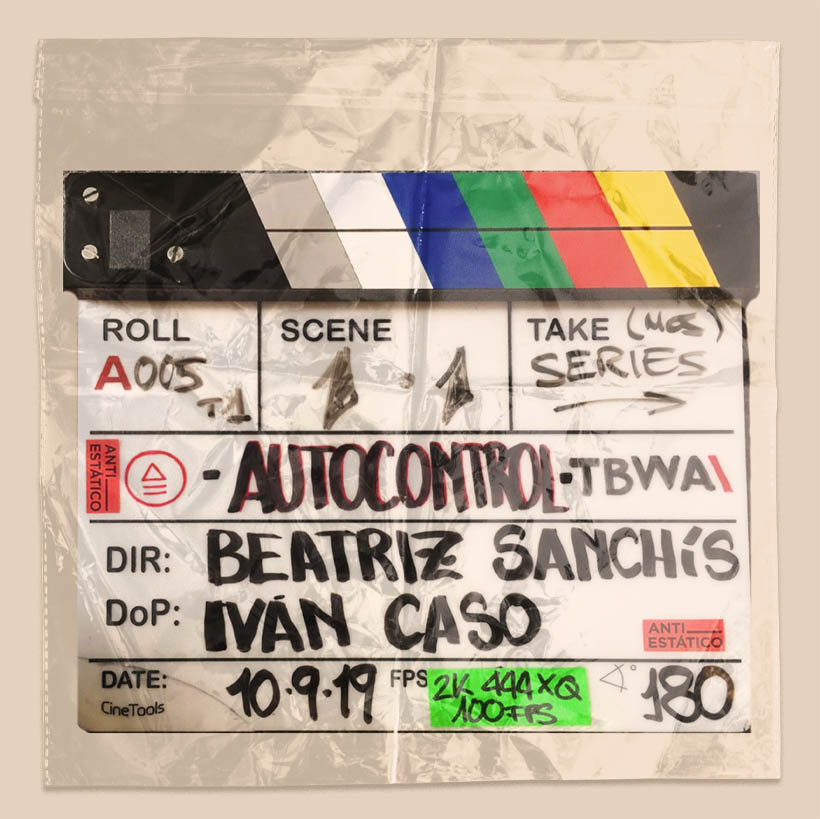 ROLL
A005
T1
SCENE
1·1
TAKE (MOS)
SERIES
ANTI
ESTÁTICO
-AUTOCONTROL-TBWA\
DIR: BEATRIZ SANCHíS
DoP: IVÁN CASO
ANTI
ESTÁTICO
DATE: 10·9·19
CineTools
FPS 2K 444XQ
100FPS
180